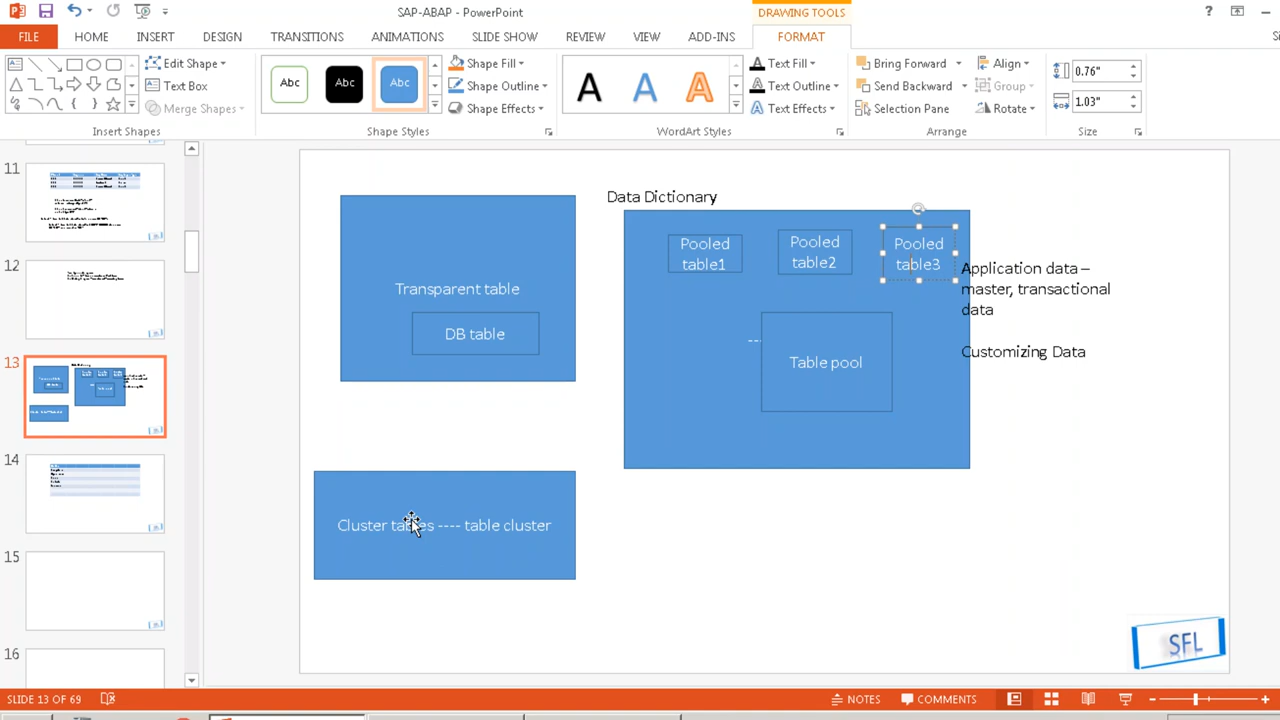 SAP-ABAP - PowerPoint
DRAWING TOOLS
?
FILE
HOME
INSERT
DESIGN
TRANSITIONS
ANIMATIONS
SLIDE SHOW
REVIEW
VIEW
ADD-INS
FORMAT
Edit Shape
Text Box
Merge Shapes
Insert Shapes
Abc
Abc
Abc
Shape Fill
Shape Outline
Shape Effects
Shape Styles
A
A
A
Text Fill
Text Outline
Text Effects
WordArt Styles
Bring Forward
Send Backward
Selection Pane
Align
Group
Rotate
Arrange
0.76"
1.03"
Size
11
12
13
14
15
16
Data Dictionary
Transparent table
DB table
Pooled
table1
Pooled
table2
Pooled
table3
Application data –
master, transactional
data
Customizing Data
--
Table pool
Cluster tables ---- table cluster
SFL
SLIDE 13 OF 69
NOTES
COMMENTS